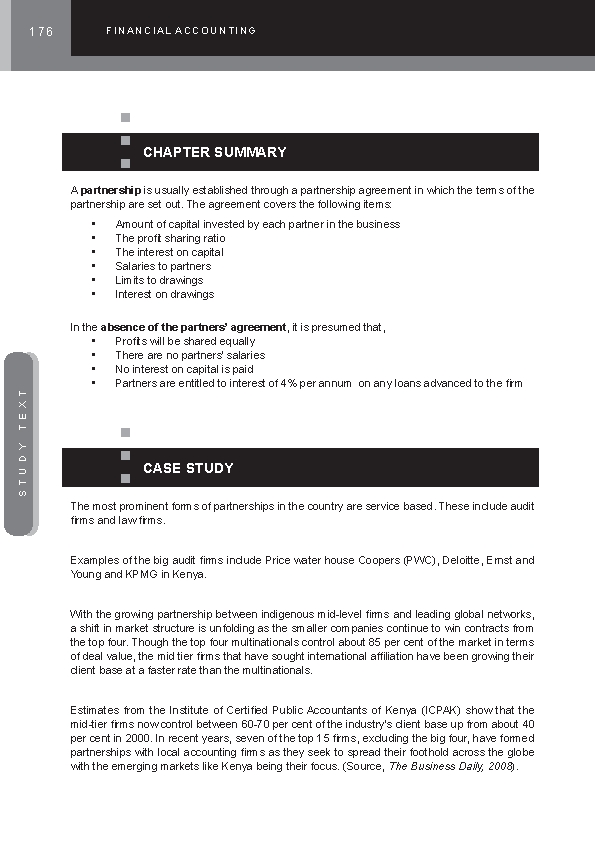 176
FINANCIAL ACCOUNTING
CHAPTER SUMMARY
A partnership is usually established through a partnership agreement in which the terms of the
partnership are set out. The agreement covers the following items:
• Amount of capital invested by each partner in the business
• The profit sharing ratio
• The interest on capital
• Salaries to partners
• Limits to drawings
• Interest on drawings
In the absence of the partners’ agreement, it is presumed that,
• Profits will be shared equally
• There are no partners’ salaries
• No interest on capital is paid
• Partners are entitled to interest of 4% per annum on any loans advanced to the firm
STUDY TEXT
CASE STUDY
The most prominent forms of partnerships in the country are service based. These include audit
firms and law firms.
Examples of the big audit firms include Price water house Coopers (PWC), Deloitte, Ernst and
Young and KPMG in Kenya.
With the growing partnership between indigenous mid-level firms and leading global networks,
a shift in market structure is unfolding as the smaller companies continue to win contracts from
the top four. Though the top four multinationals control about 85 per cent of the market in terms
of deal value, the mid tier firms that have sought international affiliation have been growing their
client base at a faster rate than the multinationals.
Estimates from the Institute of Certified Public Accountants of Kenya (ICPAK) show that the
mid-tier firms now control between 60-70 per cent of the industry’s client base up from about 40
per cent in 2000. In recent years, seven of the top 15 firms, excluding the big four, have formed
partnerships with local accounting firms as they seek to spread their foothold across the globe
with the emerging markets like Kenya being their focus. (Source, The Business Daily, 2008).